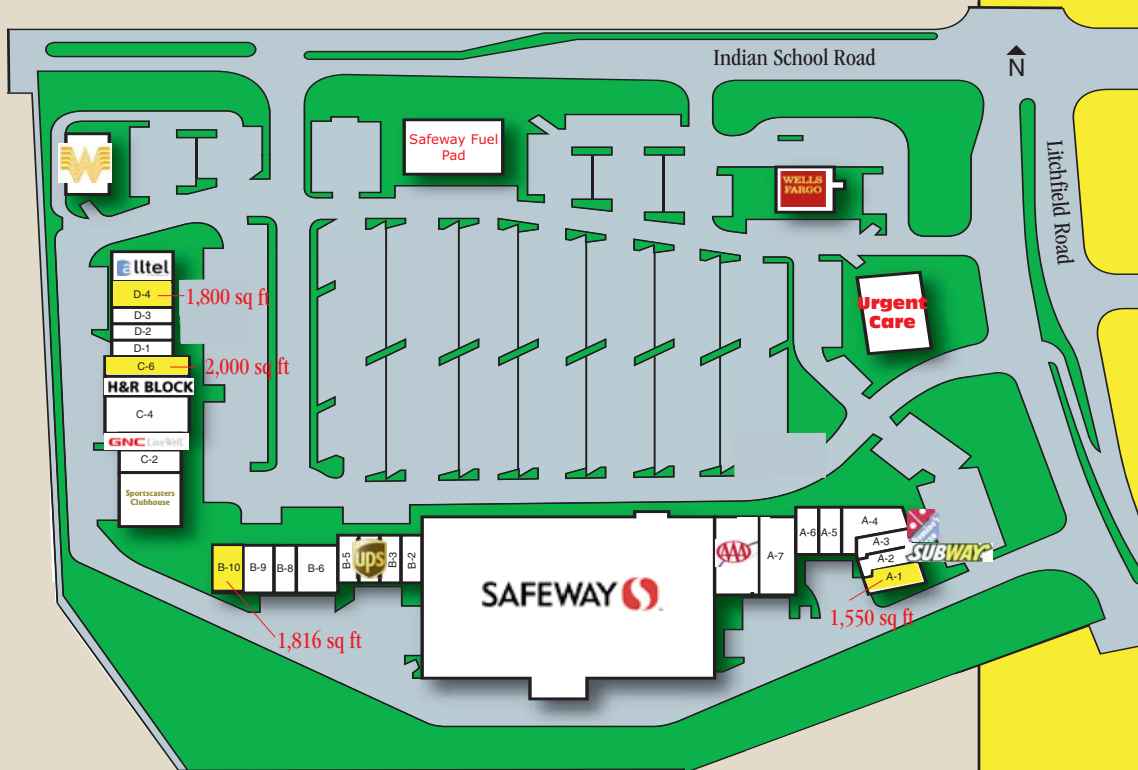 Indian School Road
N
Litchfield Road
W
Safeway Fuel
Pad
WELLS
FARGO
alltel
D-4
1,800 sq ft
D-3
D-2
D-1
C-6
2,000 sq ft
H&R BLOCK
C-4
GNC LiveWell.
C-2
Sportscasters
Clubhouse
Urgent
Care
B-10
B-9
B-8
B-6
B-5
ups
B-3
B-2
1,816 sq ft
SAFEWAY
AAA
A-7
A-6
A-5
A-4
A-3
A-2
A-1
SUBWAY
1,550 sq ft